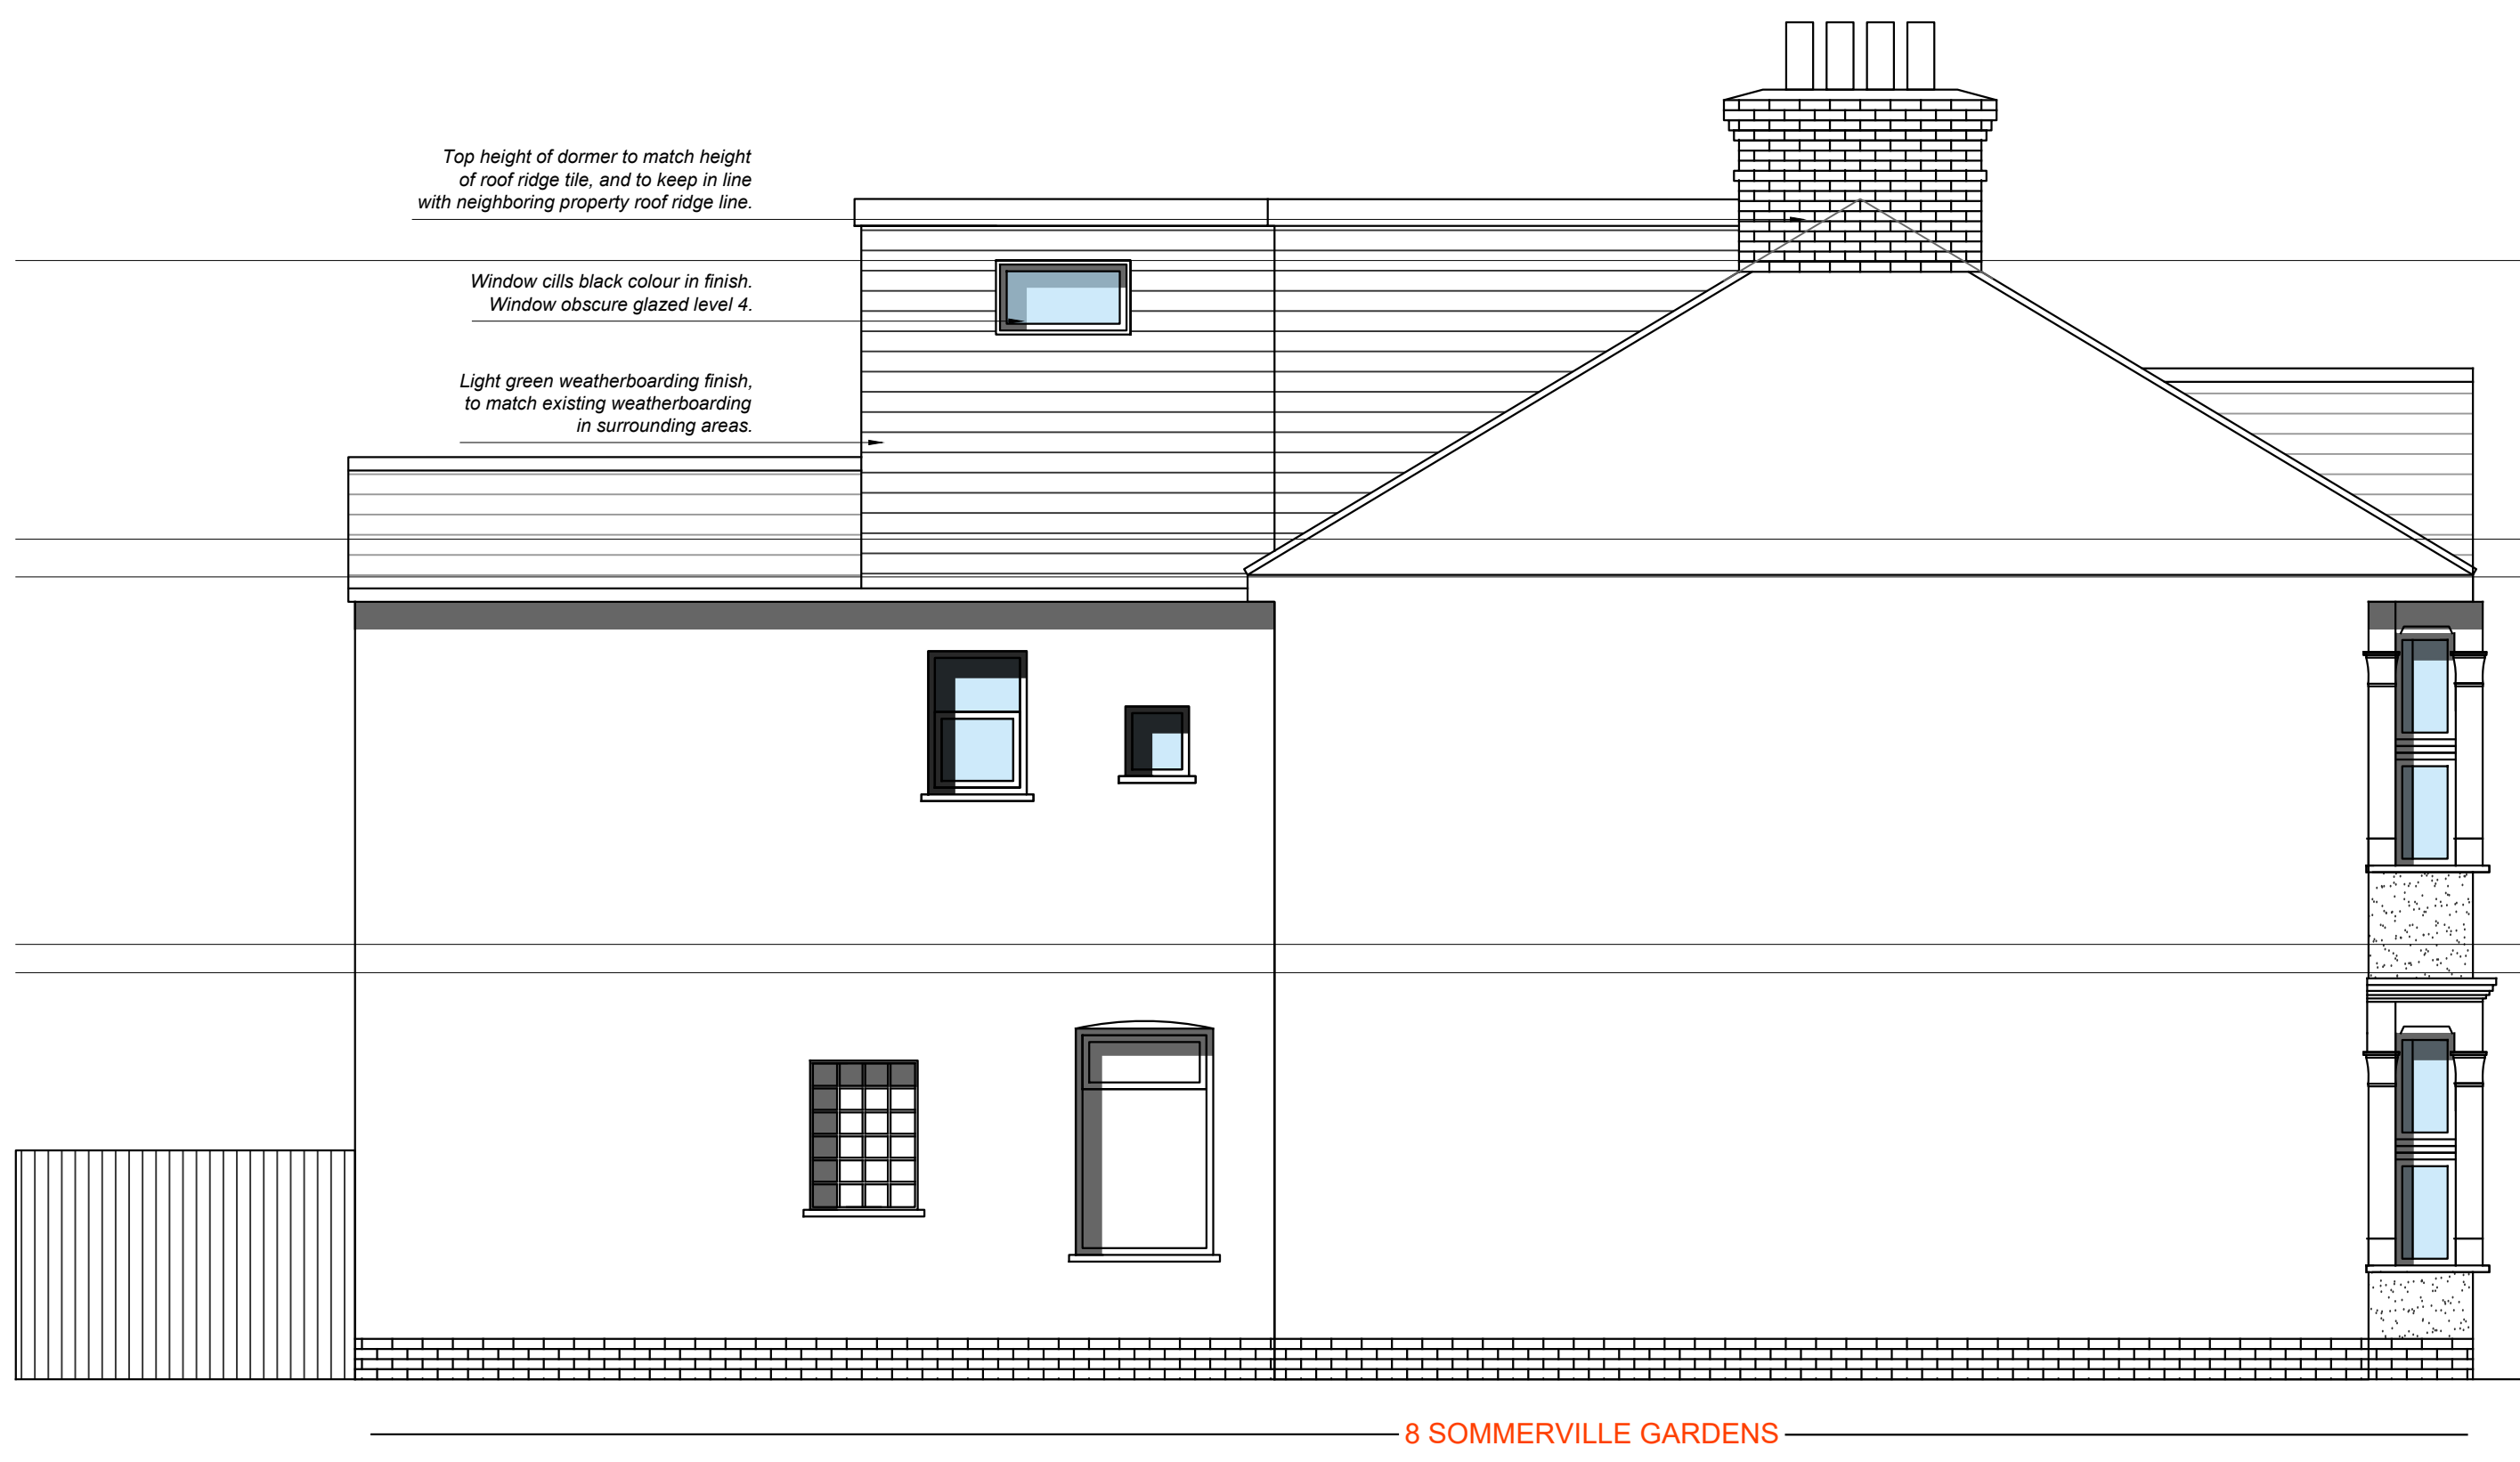 Top height of dormer to match height
of roof ridge tile, and to keep in line
with neighboring property roof ridge line.
Window cills black colour in finish.
Window obscure glazed level 4.
Light green weatherboarding finish,
to match existing weatherboarding
in surrounding areas.
8 SOMMERVILLE GARDENS